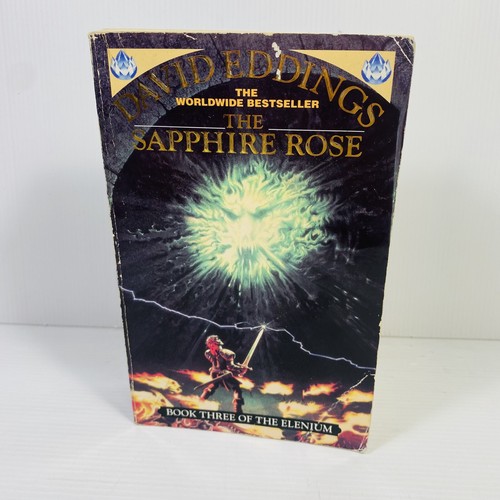 DAVID EDDINGS
THE
WORLDWIDE BESTSELLER
THE
SAPPHIRE ROSE
BOOK THREE OF THE ELENIUM